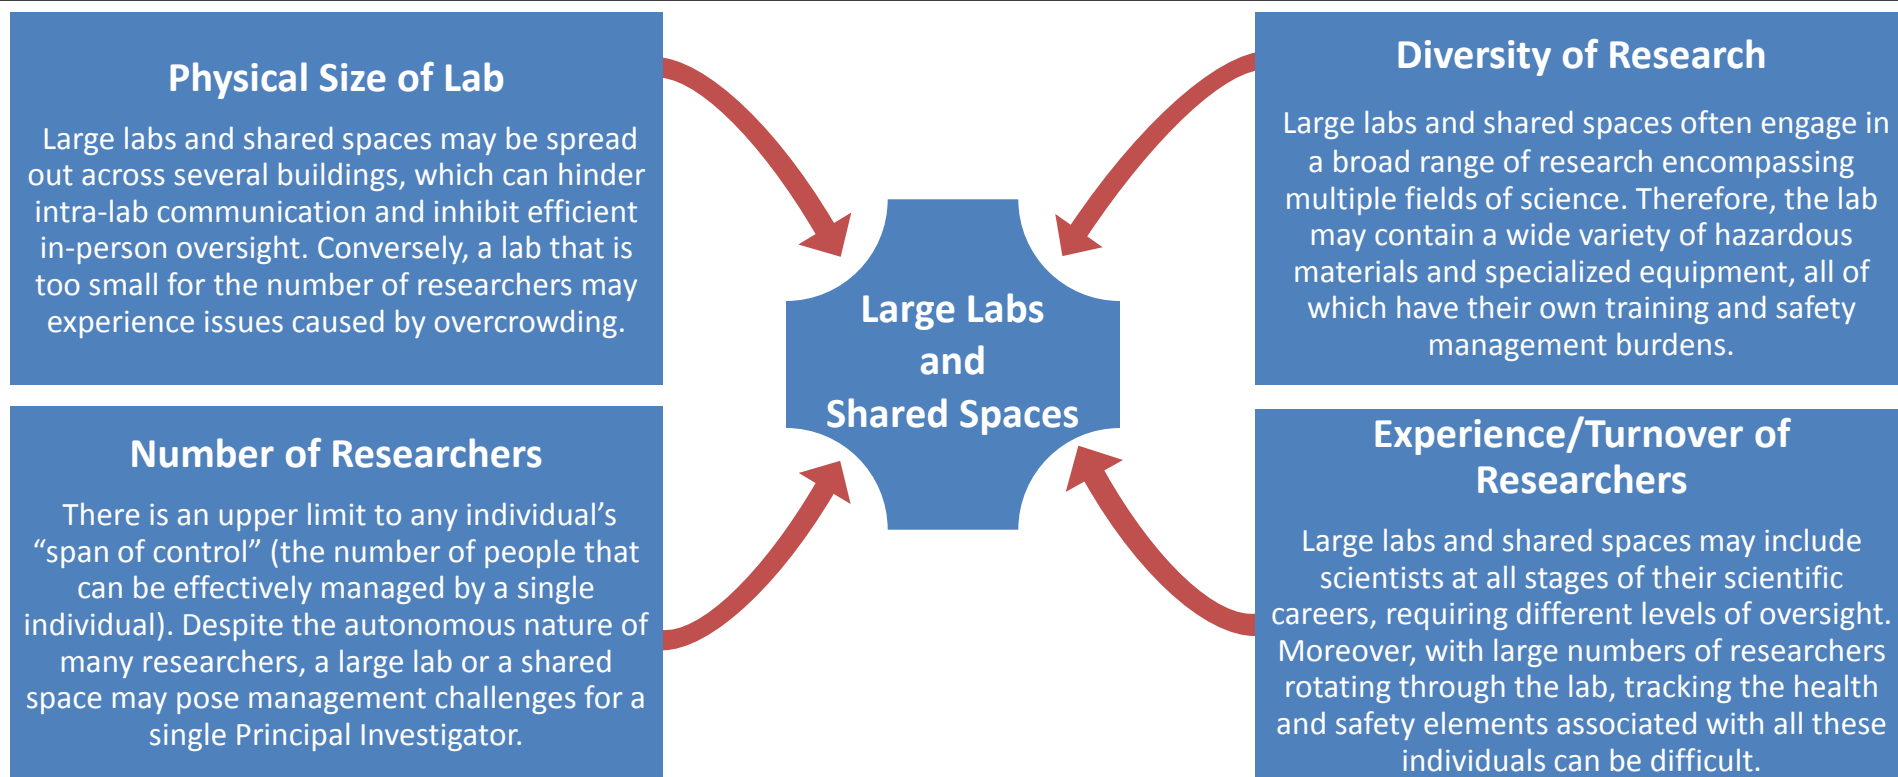 Physical Size of Lab
Large labs and shared spaces may be spread
out across several buildings, which can hinder
intra-lab communication and inhibit efficient
in-person oversight. Conversely, a lab that is
too small for the number of researchers may
experience issues caused by overcrowding.
Diversity of Research
Large labs and shared spaces often engage in
a broad range of research encompassing
multiple fields of science. Therefore, the lab
may contain a wide variety of hazardous
materials and specialized equipment, all of
which have their own training and safety
management burdens.
Large Labs
and
Shared Spaces
Number of Researchers
There is an upper limit to any individual’s
“span of control” (the number of people that
can be effectively managed by a single
individual). Despite the autonomous nature of
many researchers, a large lab or a shared
space may pose management challenges for a
single Principal Investigator.
Experience/Turnover of
Researchers
Large labs and shared spaces may include
scientists at all stages of their scientific
careers, requiring different levels of oversight.
Moreover, with large numbers of researchers
rotating through the lab, tracking the health
and safety elements associated with all these
individuals can be difficult.